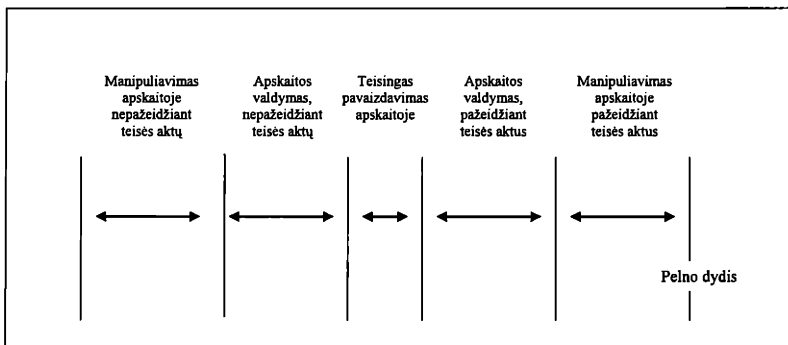 Manipuliavimas
apskaitoje
nepažeidžiant
teisės aktų
Apskaitos
valdymas,
nepažeidžiant
teisės aktų
Teisingas
pavaizdavimas
apskaitoje
Apskaitos
valdymas,
pažeidžiant
teisės aktus
Manipuliavimas
apskaitoje
pažeidžiant
teisės aktus
Pelno dydis